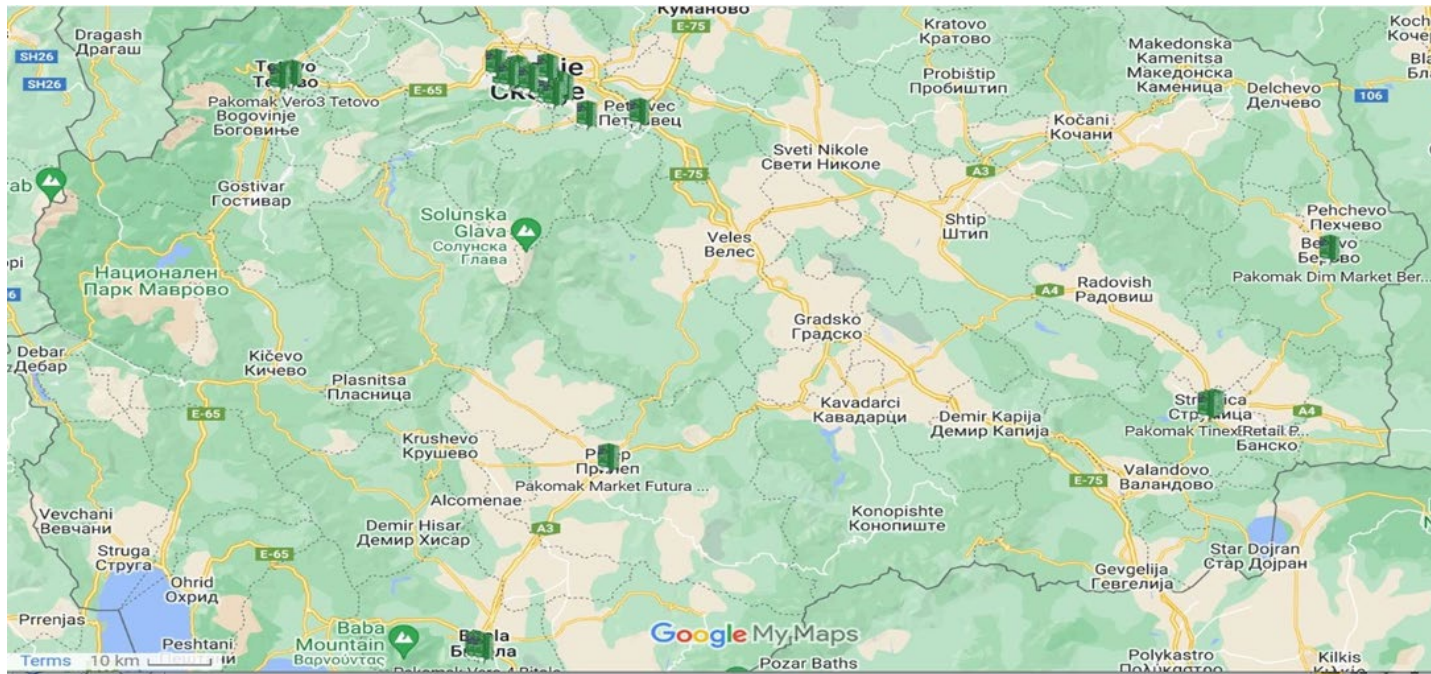 Dragash
Драгаш
SH26
SH26
Куманово
E-75
Kratovo
Кратово
Probištip
Пробиштип
Makedonska
Kamenitsa
Македонска
Каменица
Delchevo
Делчево
106
E-65
Pakomak Vero3 Tetovo
Bogovinje
Боговиње
Kočani
Кочани
Sveti Nikole
Свети Николе
A3
E-75
Gostivar
Гостивар
Solunska
Glava
Солунска
Глава
Shtip
Штип
Veles
Велес
Pehchevo
Пехчево
Pakomak Dim Market Ber...
Национален
Парк Маврово
Radovish
Радовиш
A4
Gradsko
Градско
Debar
Дебар
Kičevo
Кичево
Plasnitsa
Пласница
E-65
Kavadarci
Кавадарци
Demir Kapija
Демир Капија
A4
Банско
Krushevo
Крушево
Pakomak Market Futura ...
Alcomenae
Valandovo
Валандово
E-75
Vevchani
Вевчани
Demir Hisar
Демир Хисар
A3
Konopishte
Конопиште
Struga
Струга
E-65
Star Dojran
Стар Дојран
Ohrid
Охрид
Gevgelija
Гевгелија
Prrenjas
Peshtani
Baba
Mountain
Βαρνούντας
Google My Maps
Terms 10 km
Pozar Baths
Polykastro
Kilkis